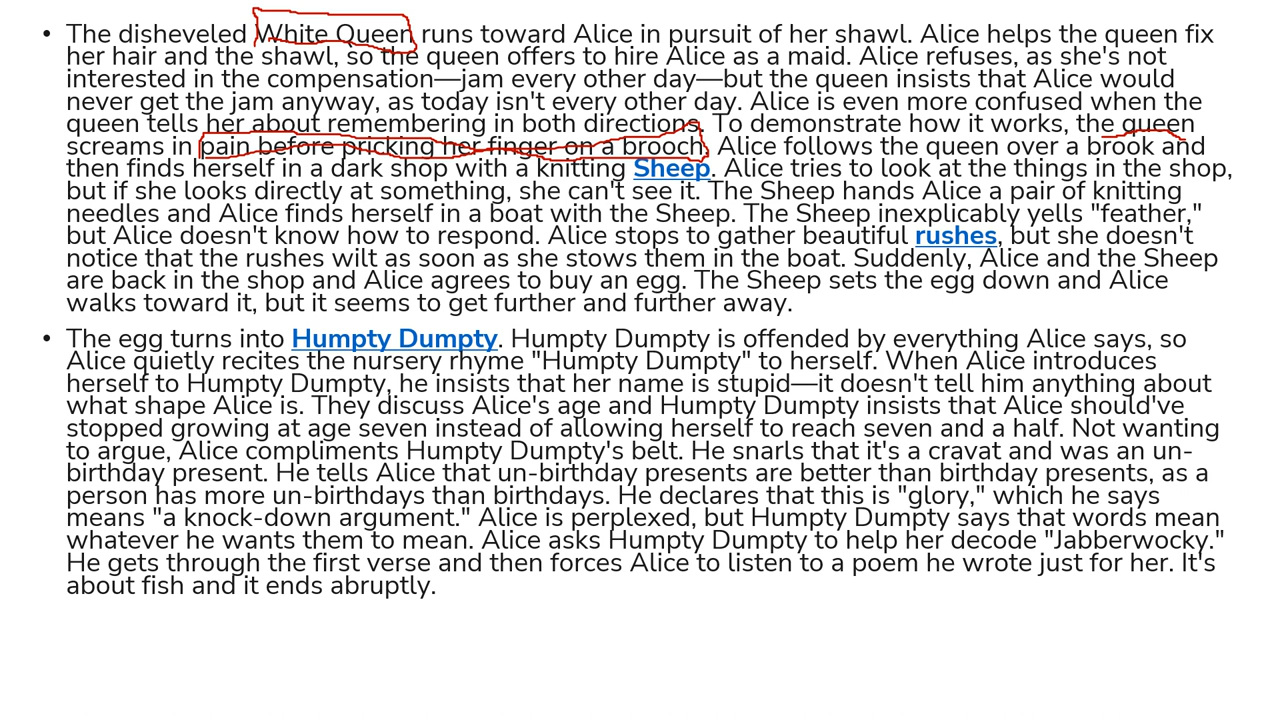 • The disheveled White Queen runs toward Alice in pursuit of her shawl. Alice helps the queen fix
her hair and the shawl, so the queen offers to hire Alice as a maid. Alice refuses, as she's not
interested in the compensation—jam every other day—but the queen insists that Alice would
never get the jam anyway, as today isn't every other day. Alice is even more confused when the
queen tells her about remembering in both directions. To demonstrate how it works, the queen
screams in pain before pricking her finger on a brooch. Alice follows the queen over a brook and
then finds herself in a dark shop with a knitting Sheep. Alice tries to look at the things in the shop,
but if she looks directly at something, she can't see it. The Sheep hands Alice a pair of knitting
needles and Alice finds herself in a boat with the Sheep. The Sheep inexplicably yells "feather,"
but Alice doesn't know how to respond. Alice stops to gather beautiful rushes, but she doesn't
notice that the rushes wilt as soon as she stows them in the boat. Suddenly, Alice and the Sheep
are back in the shop and Alice agrees to buy an egg. The Sheep sets the egg down and Alice
walks toward it, but it seems to get further and further away.
• The egg turns into Humpty Dumpty. Humpty Dumpty is offended by everything Alice says, so
Alice quietly recites the nursery rhyme "Humpty Dumpty" to herself. When Alice introduces
herself to Humpty Dumpty, he insists that her name is stupid—it doesn't tell him anything about
what shape Alice is. They discuss Alice's age and Humpty Dumpty insists that Alice should've
stopped growing at age seven instead of allowing herself to reach seven and a half. Not wanting
to argue, Alice compliments Humpty Dumpty's belt. He snarls that it's a cravat and was an un-
birthday present. He tells Alice that un-birthday presents are better than birthday presents, as a
person has more un-birthdays than birthdays. He declares that this is "glory," which he says
means "a knock-down argument." Alice is perplexed, but Humpty Dumpty says that words mean
whatever he wants them to mean. Alice asks Humpty Dumpty to help her decode "Jabberwocky."
He gets through the first verse and then forces Alice to listen to a poem he wrote just for her. It's
about fish and it ends abruptly.